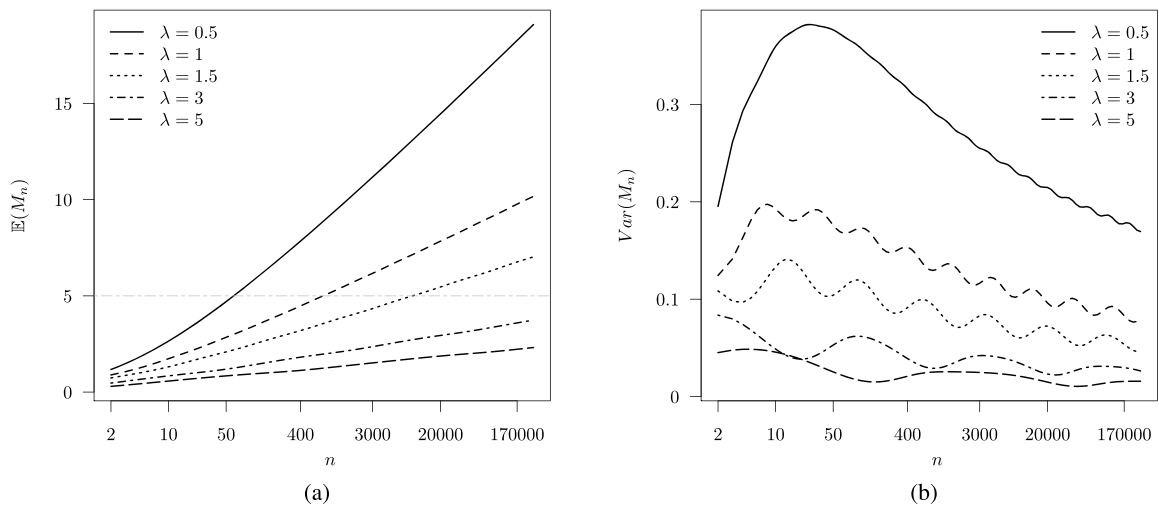 λ = 0.5
λ = 1
λ = 1.5
λ = 3
λ = 5
15
10
5
0
𝔼(Mₙ)
2 10 50 400 3000 20000 170000
n
(a)
λ = 0.5
λ = 1
λ = 1.5
λ = 3
λ = 5
0.3
0.2
0.1
0
Var(Mₙ)
2 10 50 400 3000 20000 170000
n
(b)